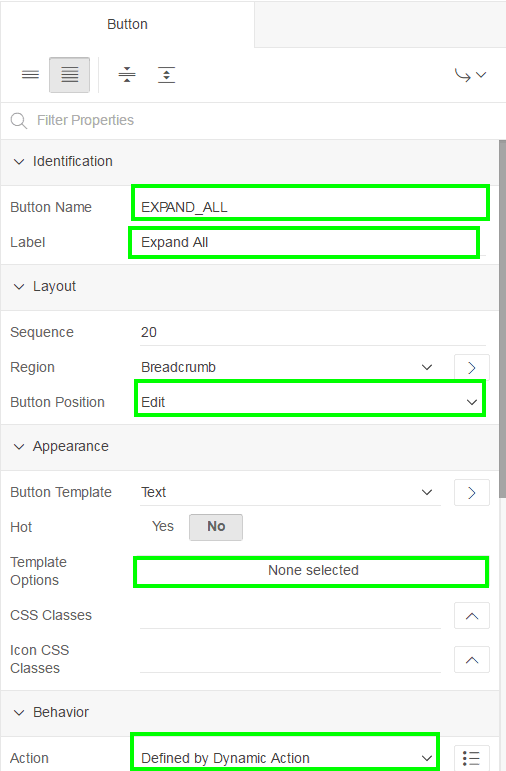 Button
Filter Properties
Identification
Button Name EXPAND_ALL
Label Expand All
Layout
Sequence 20
Region Breadcrumb
Button Position Edit
Appearance
Button Template Text
Hot Yes No
Template
Options
None selected
CSS Classes
Icon CSS
Classes
Behavior
Action Defined by Dynamic Action